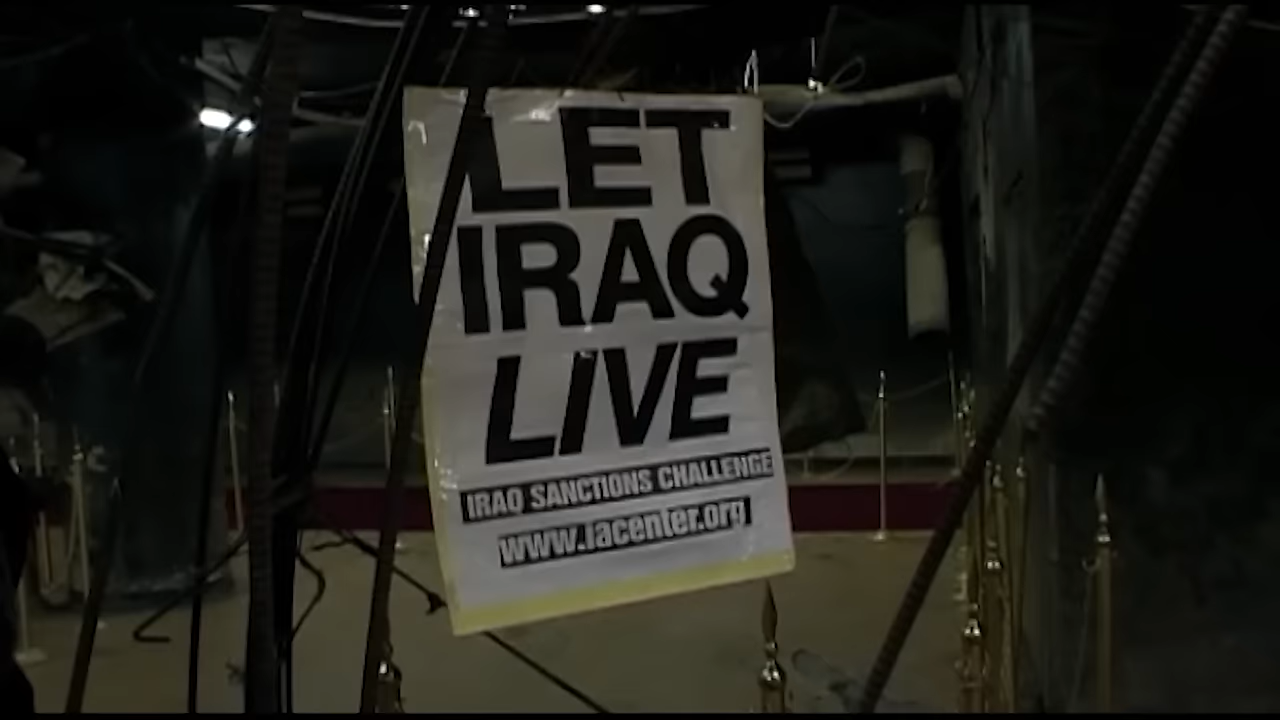 LET
IRAQ
LIVE
IRAQ SANCTIONS CHALLENGE
www.iacenter.org